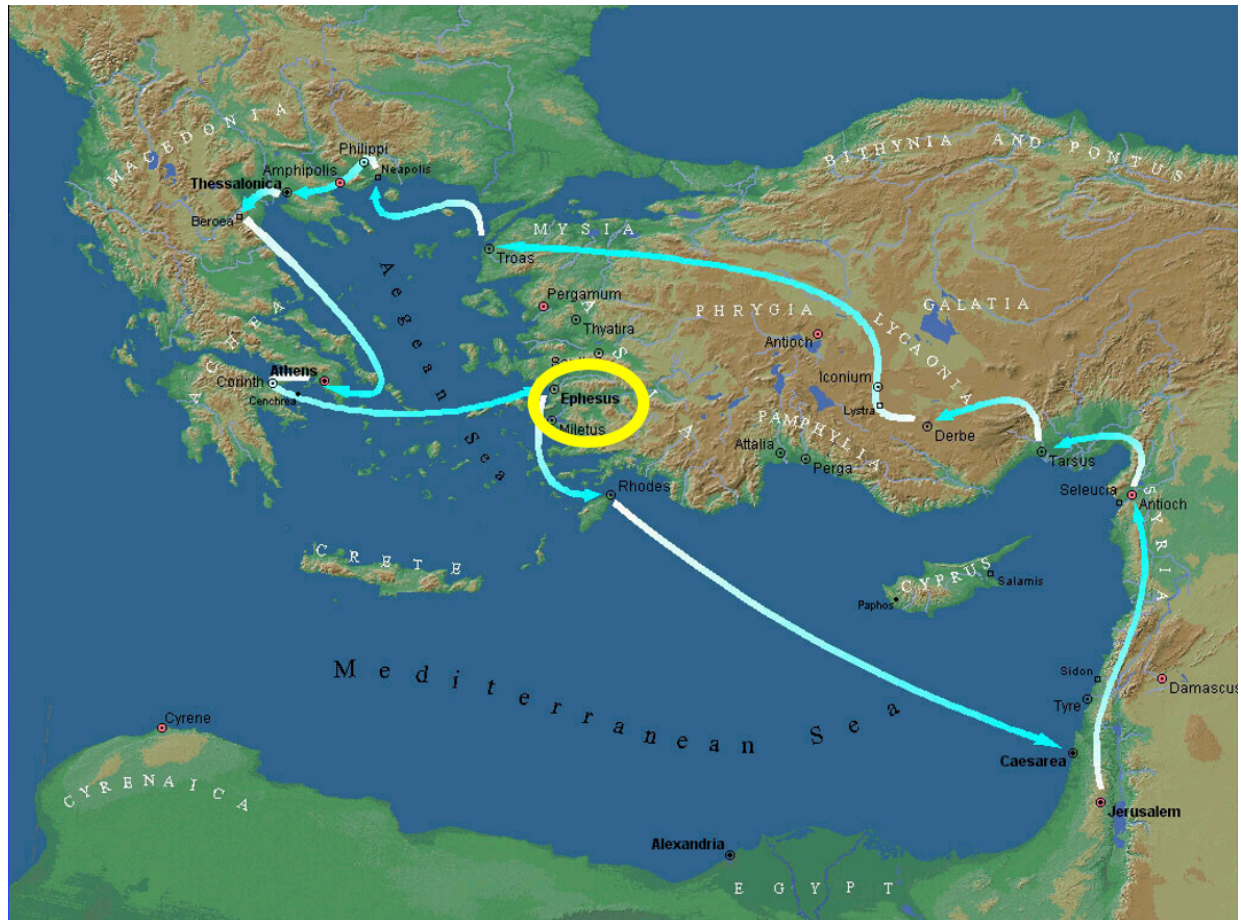 MACEDONIA
BITHYNIA AND PONTUS
Philippi
Amphipolis
Neapolis
Thessalonica
Beroea
MYSIA
Troas
Aegean Sea
Pergamum
PHRYGIA
GALATIA
Thyatira
ASIA
LYCAONIA
Antioch
ACHEA
Athens
Corinth
Cenchrea
Iconium
Lystra
Ephesus
Derbe
Miletus
PAMPHYLIA
Attalia
Perga
Tarsus
Rhodes
Seleucia
Antioch
SYRIA
CRETE
CYPRUS
Salamis
Paphos
Mediterranean Sea
Sidon
Damascus
Tyre
Cyrene
Caesarea
CYRENAICA
Jerusalem
Alexandria
EGYPT